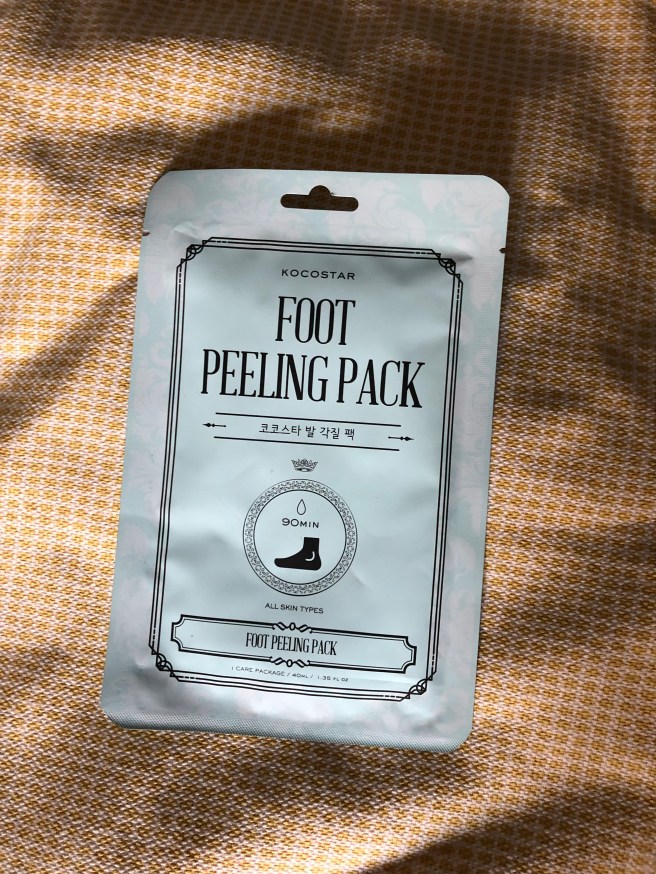 KOCOSTAR
FOOT
PEELING PACK
코코스타 발 각질 팩
90MIN
ALL SKIN TYPES
FOOT PEELING PACK
1 CARE PACKAGE / 40ML / 1.35 FL OZ